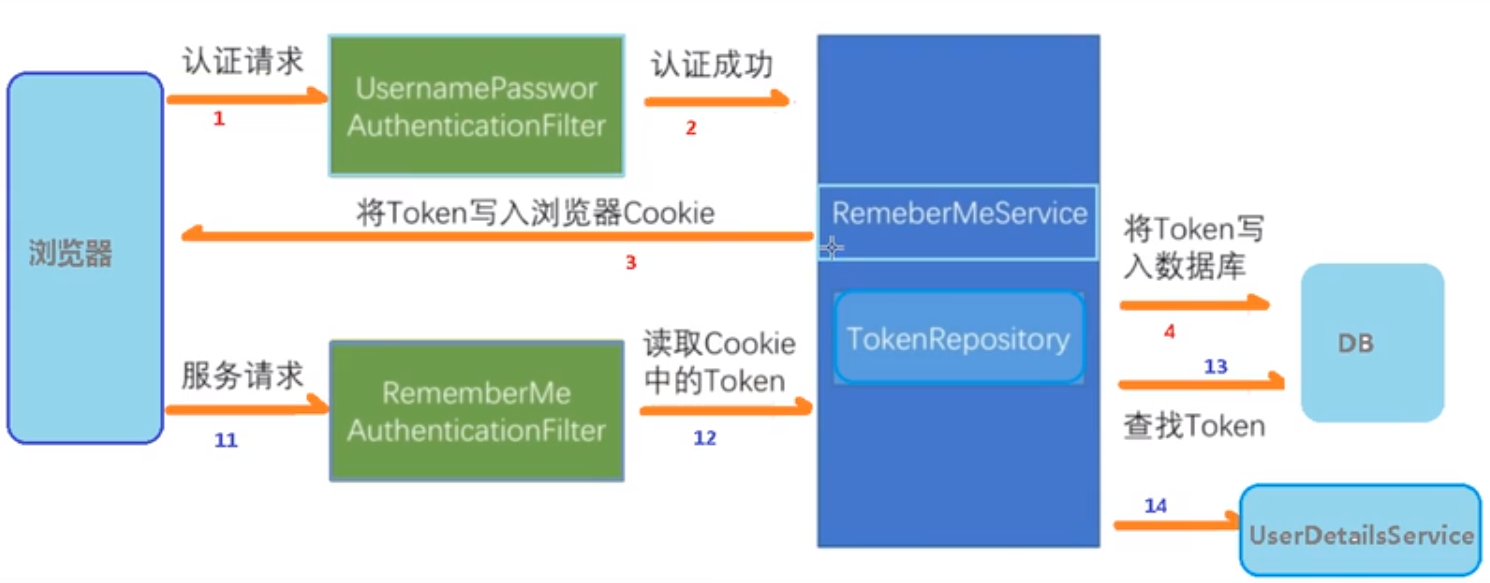 认证请求
1
UsernamePasswor
AuthenticationFilter
认证成功
2
浏览器
将Token写入浏览器Cookie
3
RemeberMeService
TokenRepository
将Token写
入数据库
4
DB
13
查找Token
服务请求
11
RememberMe
AuthenticationFilter
读取Cookie
中的Token
12
14
UserDetailsService